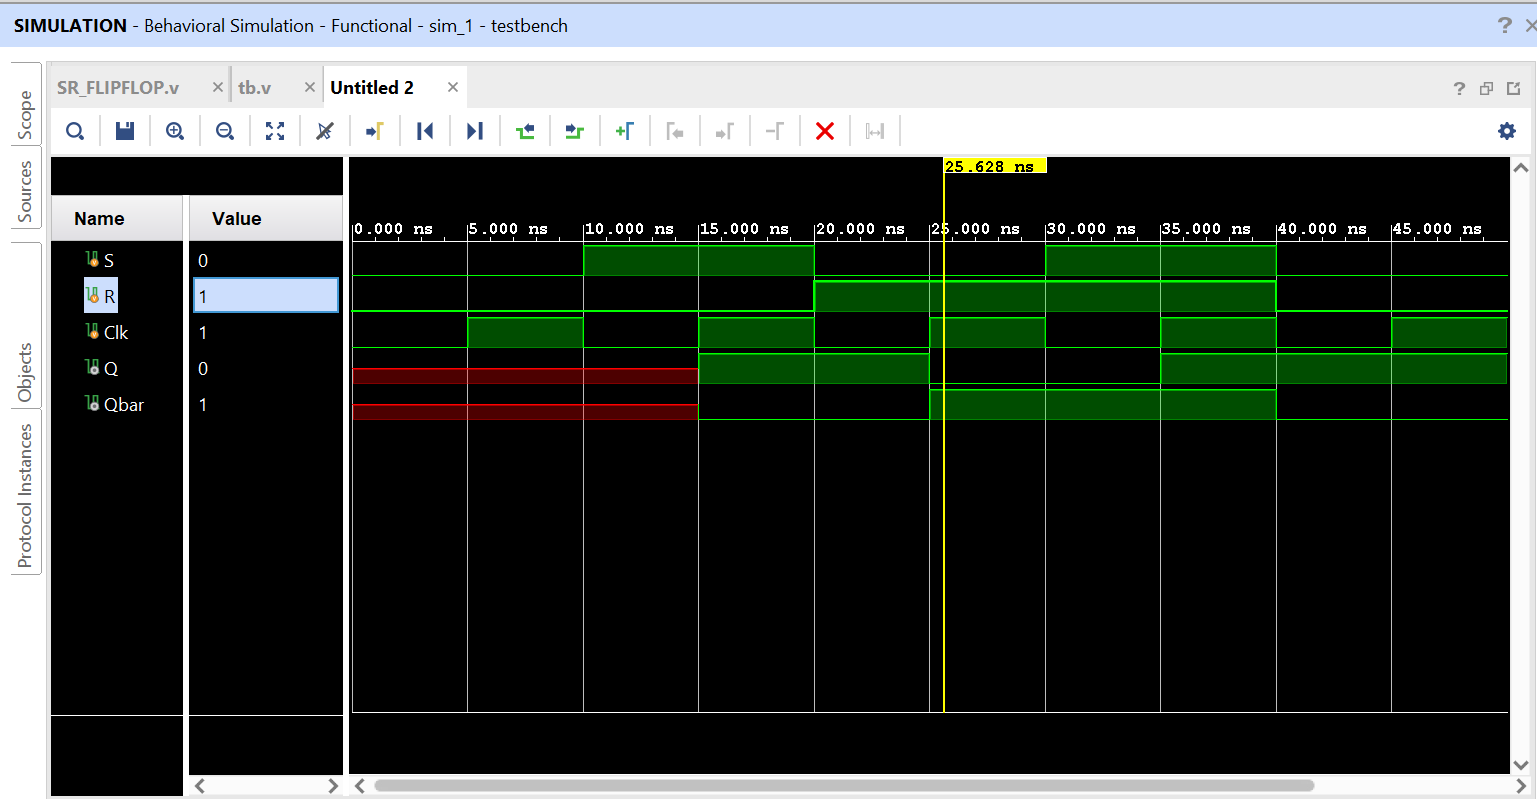 SIMULATION - Behavioral Simulation - Functional - sim_1 - testbench
SR_FLIPFLOP.v
tb.v
Untitled 2
Scope
Sources
Objects
Protocol Instances
25.628 ns
Name Value
0.000 ns 5.000 ns 10.000 ns 15.000 ns 20.000 ns 25.000 ns 30.000 ns 35.000 ns 40.000 ns 45.000 ns
S 0
R 1
Clk 1
Q 0
Qbar 1